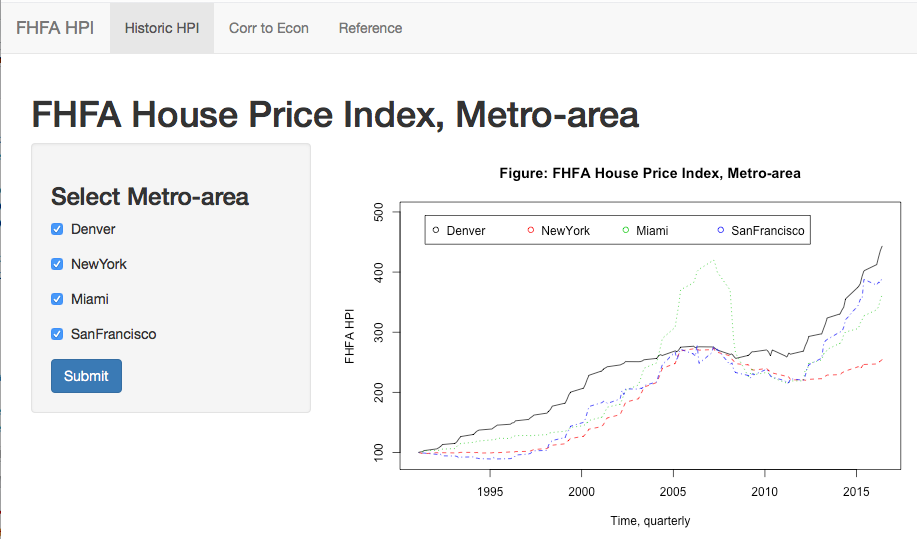 FHFA HPI Historic HPI Corr to Econ Reference
FHFA House Price Index, Metro-area
Select Metro-area
Denver
NewYork
Miami
SanFrancisco
Submit
Figure: FHFA House Price Index, Metro-area
Denver NewYork Miami SanFrancisco
FHFA HPI
500
400
300
200
100
1995 2000 2005 2010 2015
Time, quarterly